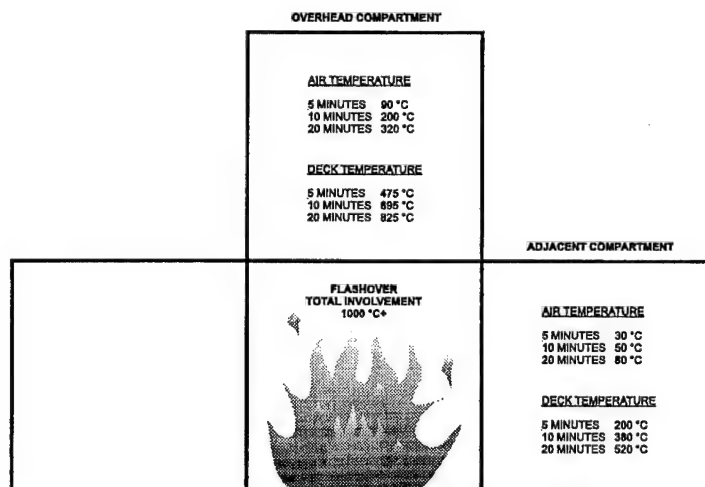 OVERHEAD COMPARTMENT
AIR TEMPERATURE
5 MINUTES 90 °C
10 MINUTES 200 °C
20 MINUTES 320 °C
DECK TEMPERATURE
5 MINUTES 475 °C
10 MINUTES 695 °C
20 MINUTES 825 °C
ADJACENT COMPARTMENT
FLASHOVER
TOTAL INVOLVEMENT
1000 °C+
AIR TEMPERATURE
5 MINUTES 30 °C
10 MINUTES 50 °C
20 MINUTES 80 °C
DECK TEMPERATURE
5 MINUTES 200 °C
10 MINUTES 380 °C
20 MINUTES 520 °C